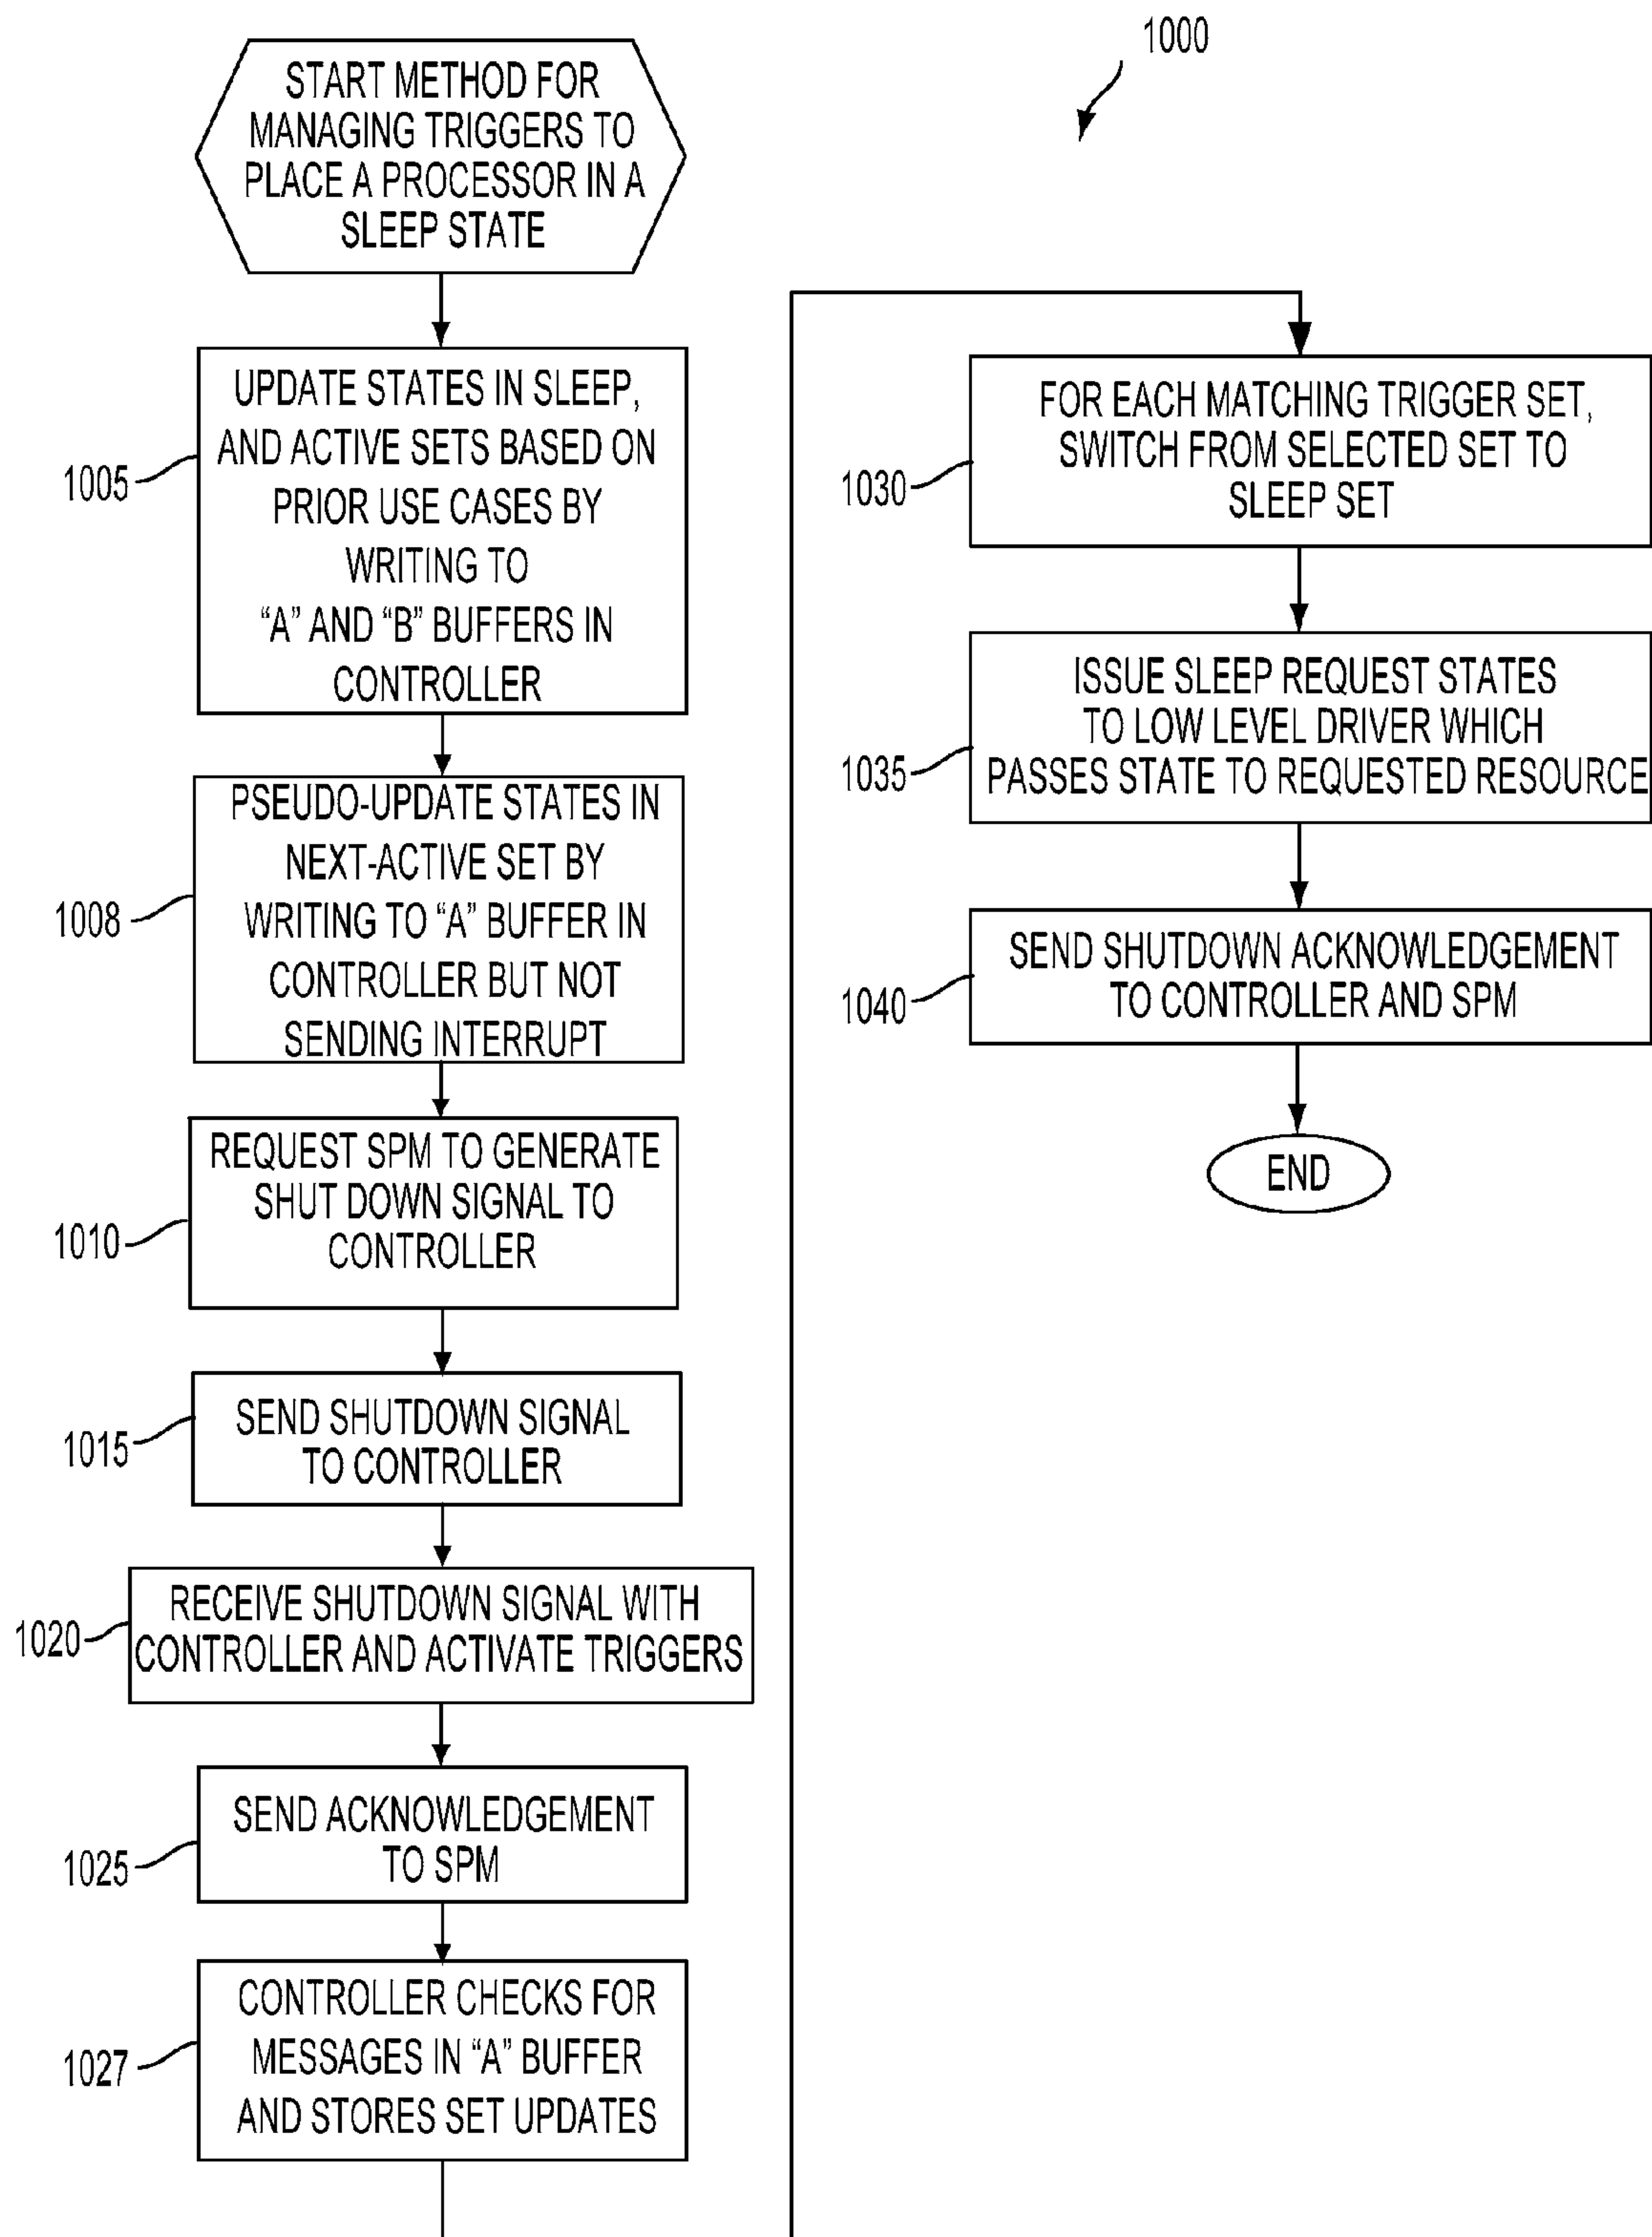 1000
START METHOD FOR
MANAGING TRIGGERS TO
PLACE A PROCESSOR IN A
SLEEP STATE
1005
UPDATE STATES IN SLEEP,
AND ACTIVE SETS BASED ON
PRIOR USE CASES BY
WRITING TO
“A” AND “B” BUFFERS IN
CONTROLLER
1008
PSEUDO-UPDATE STATES IN
NEXT-ACTIVE SET BY
WRITING TO “A” BUFFER IN
CONTROLLER BUT NOT
SENDING INTERRUPT
1010
REQUEST SPM TO GENERATE
SHUT DOWN SIGNAL TO
CONTROLLER
1015
SEND SHUTDOWN SIGNAL
TO CONTROLLER
1020
RECEIVE SHUTDOWN SIGNAL WITH
CONTROLLER AND ACTIVATE TRIGGERS
1025
SEND ACKNOWLEDGEMENT
TO SPM
1027
CONTROLLER CHECKS FOR
MESSAGES IN “A” BUFFER
AND STORES SET UPDATES
1030
FOR EACH MATCHING TRIGGER SET,
SWITCH FROM SELECTED SET TO
SLEEP SET
1035
ISSUE SLEEP REQUEST STATES
TO LOW LEVEL DRIVER WHICH
PASSES STATE TO REQUESTED RESOURCE
1040
SEND SHUTDOWN ACKNOWLEDGEMENT
TO CONTROLLER AND SPM
END